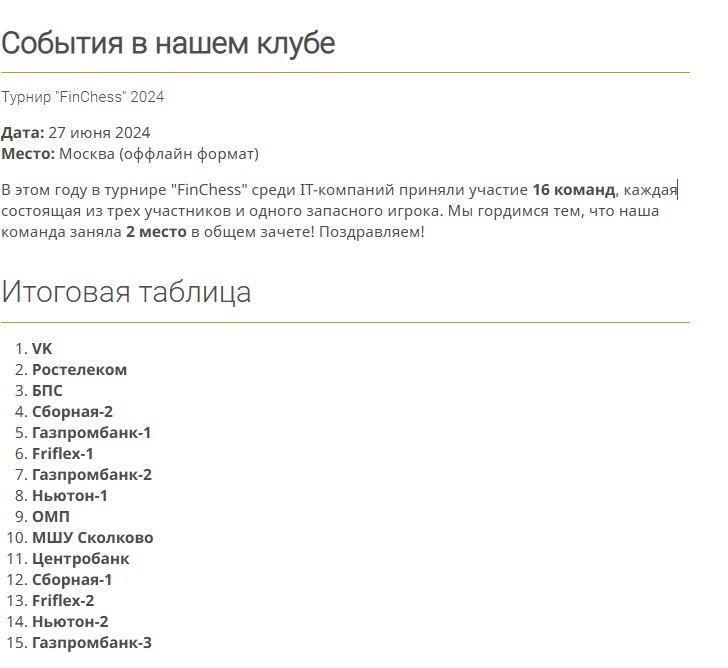 События в нашем клубе
Турнир "FinChess" 2024
Дата: 27 июня 2024
Место: Москва (оффлайн формат)
В этом году в турнире "FinChess" среди IT-компаний приняли участие 16 команд, каждая
состоящая из трех участников и одного запасного игрока. Мы гордимся тем, что наша
команда заняла 2 место в общем зачете! Поздравляем!
Итоговая таблица
1. VK
2. Ростелеком
3. БПС
4. Сборная-2
5. Газпромбанк-1
6. Friflex-1
7. Газпромбанк-2
8. Ньютон-1
9. ОМП
10. МШУ Сколково
11. Центробанк
12. Сборная-1
13. Friflex-2
14. Ньютон-2
15. Газпромбанк-3